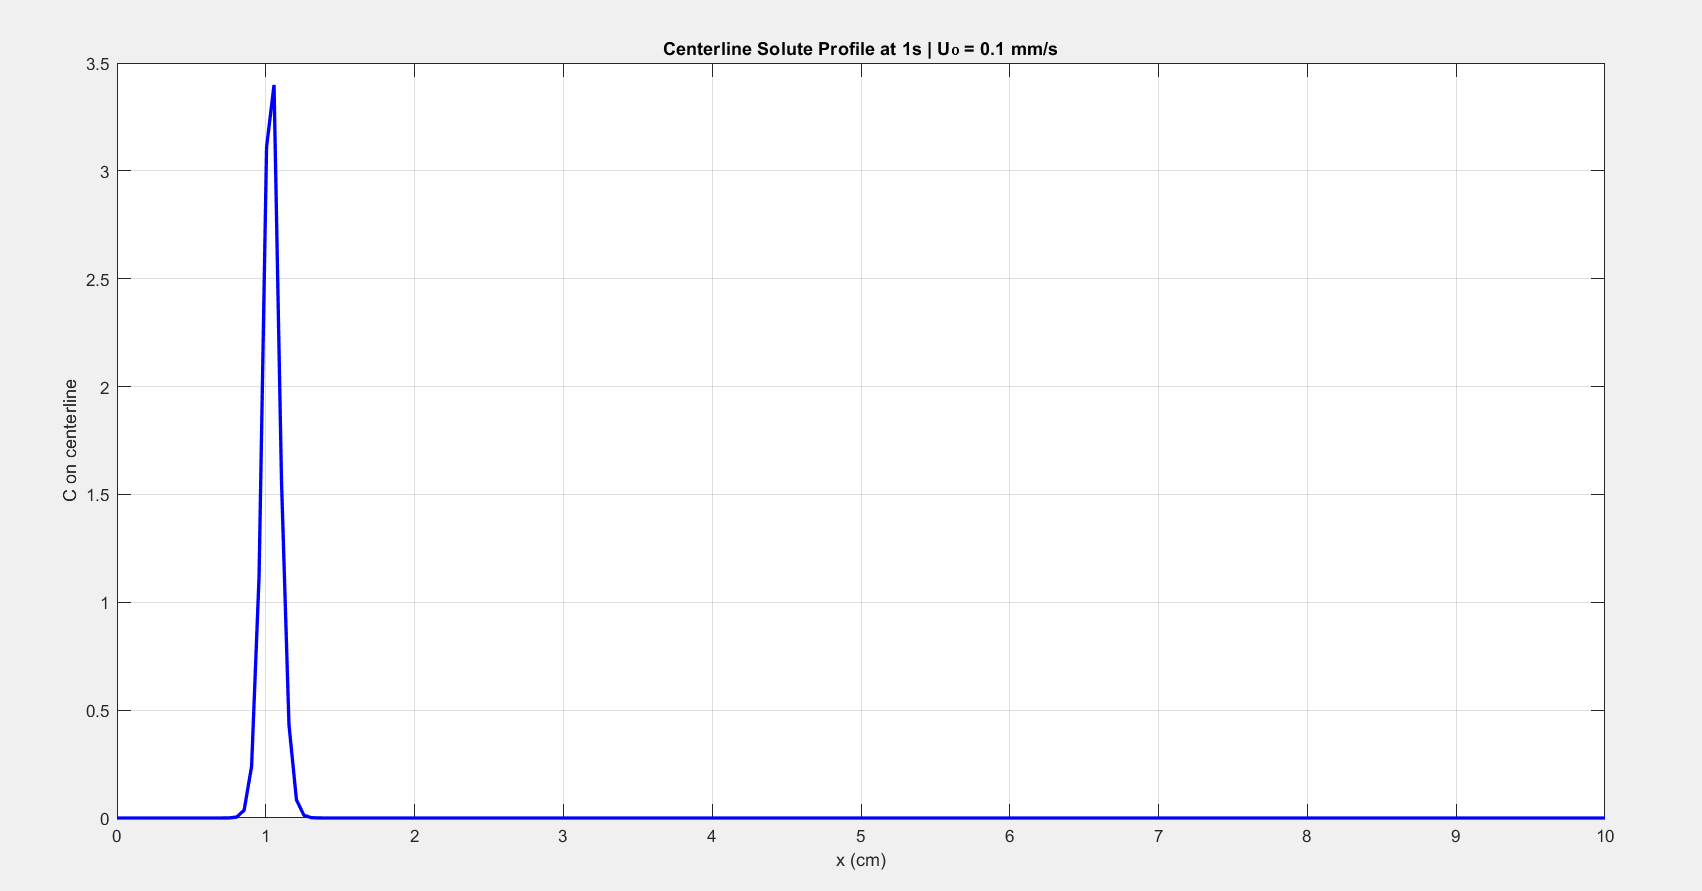 Centerline Solute Profile at 1s | U₀ = 0.1 mm/s
3.5
3
2.5
2
1.5
1
0.5
0
C on centerline
0 1 2 3 4 5 6 7 8 9 10
x (cm)